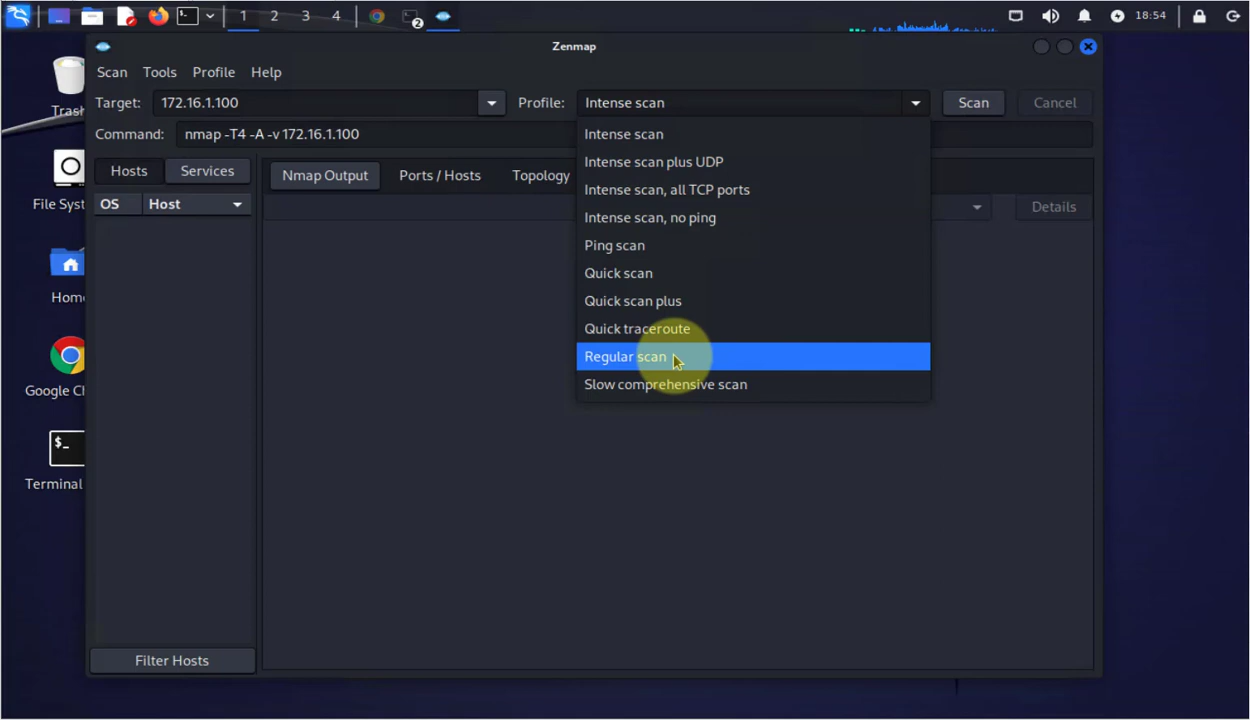 1 2 3 4 2 18:54
Zenmap
Scan Tools Profile Help
Target: 172.16.1.100 Profile: Intense scan Scan Cancel
Command: nmap -T4 -A -v 172.16.1.100
Hosts Services
Nmap Output Ports / Hosts Topology
OS Host
Details
Intense scan
Intense scan plus UDP
Intense scan, all TCP ports
Intense scan, no ping
Ping scan
Quick scan
Quick scan plus
Quick traceroute
Regular scan
Slow comprehensive scan
Filter Hosts
Trash
File Sys
Home
Google Ch
$_
Terminal